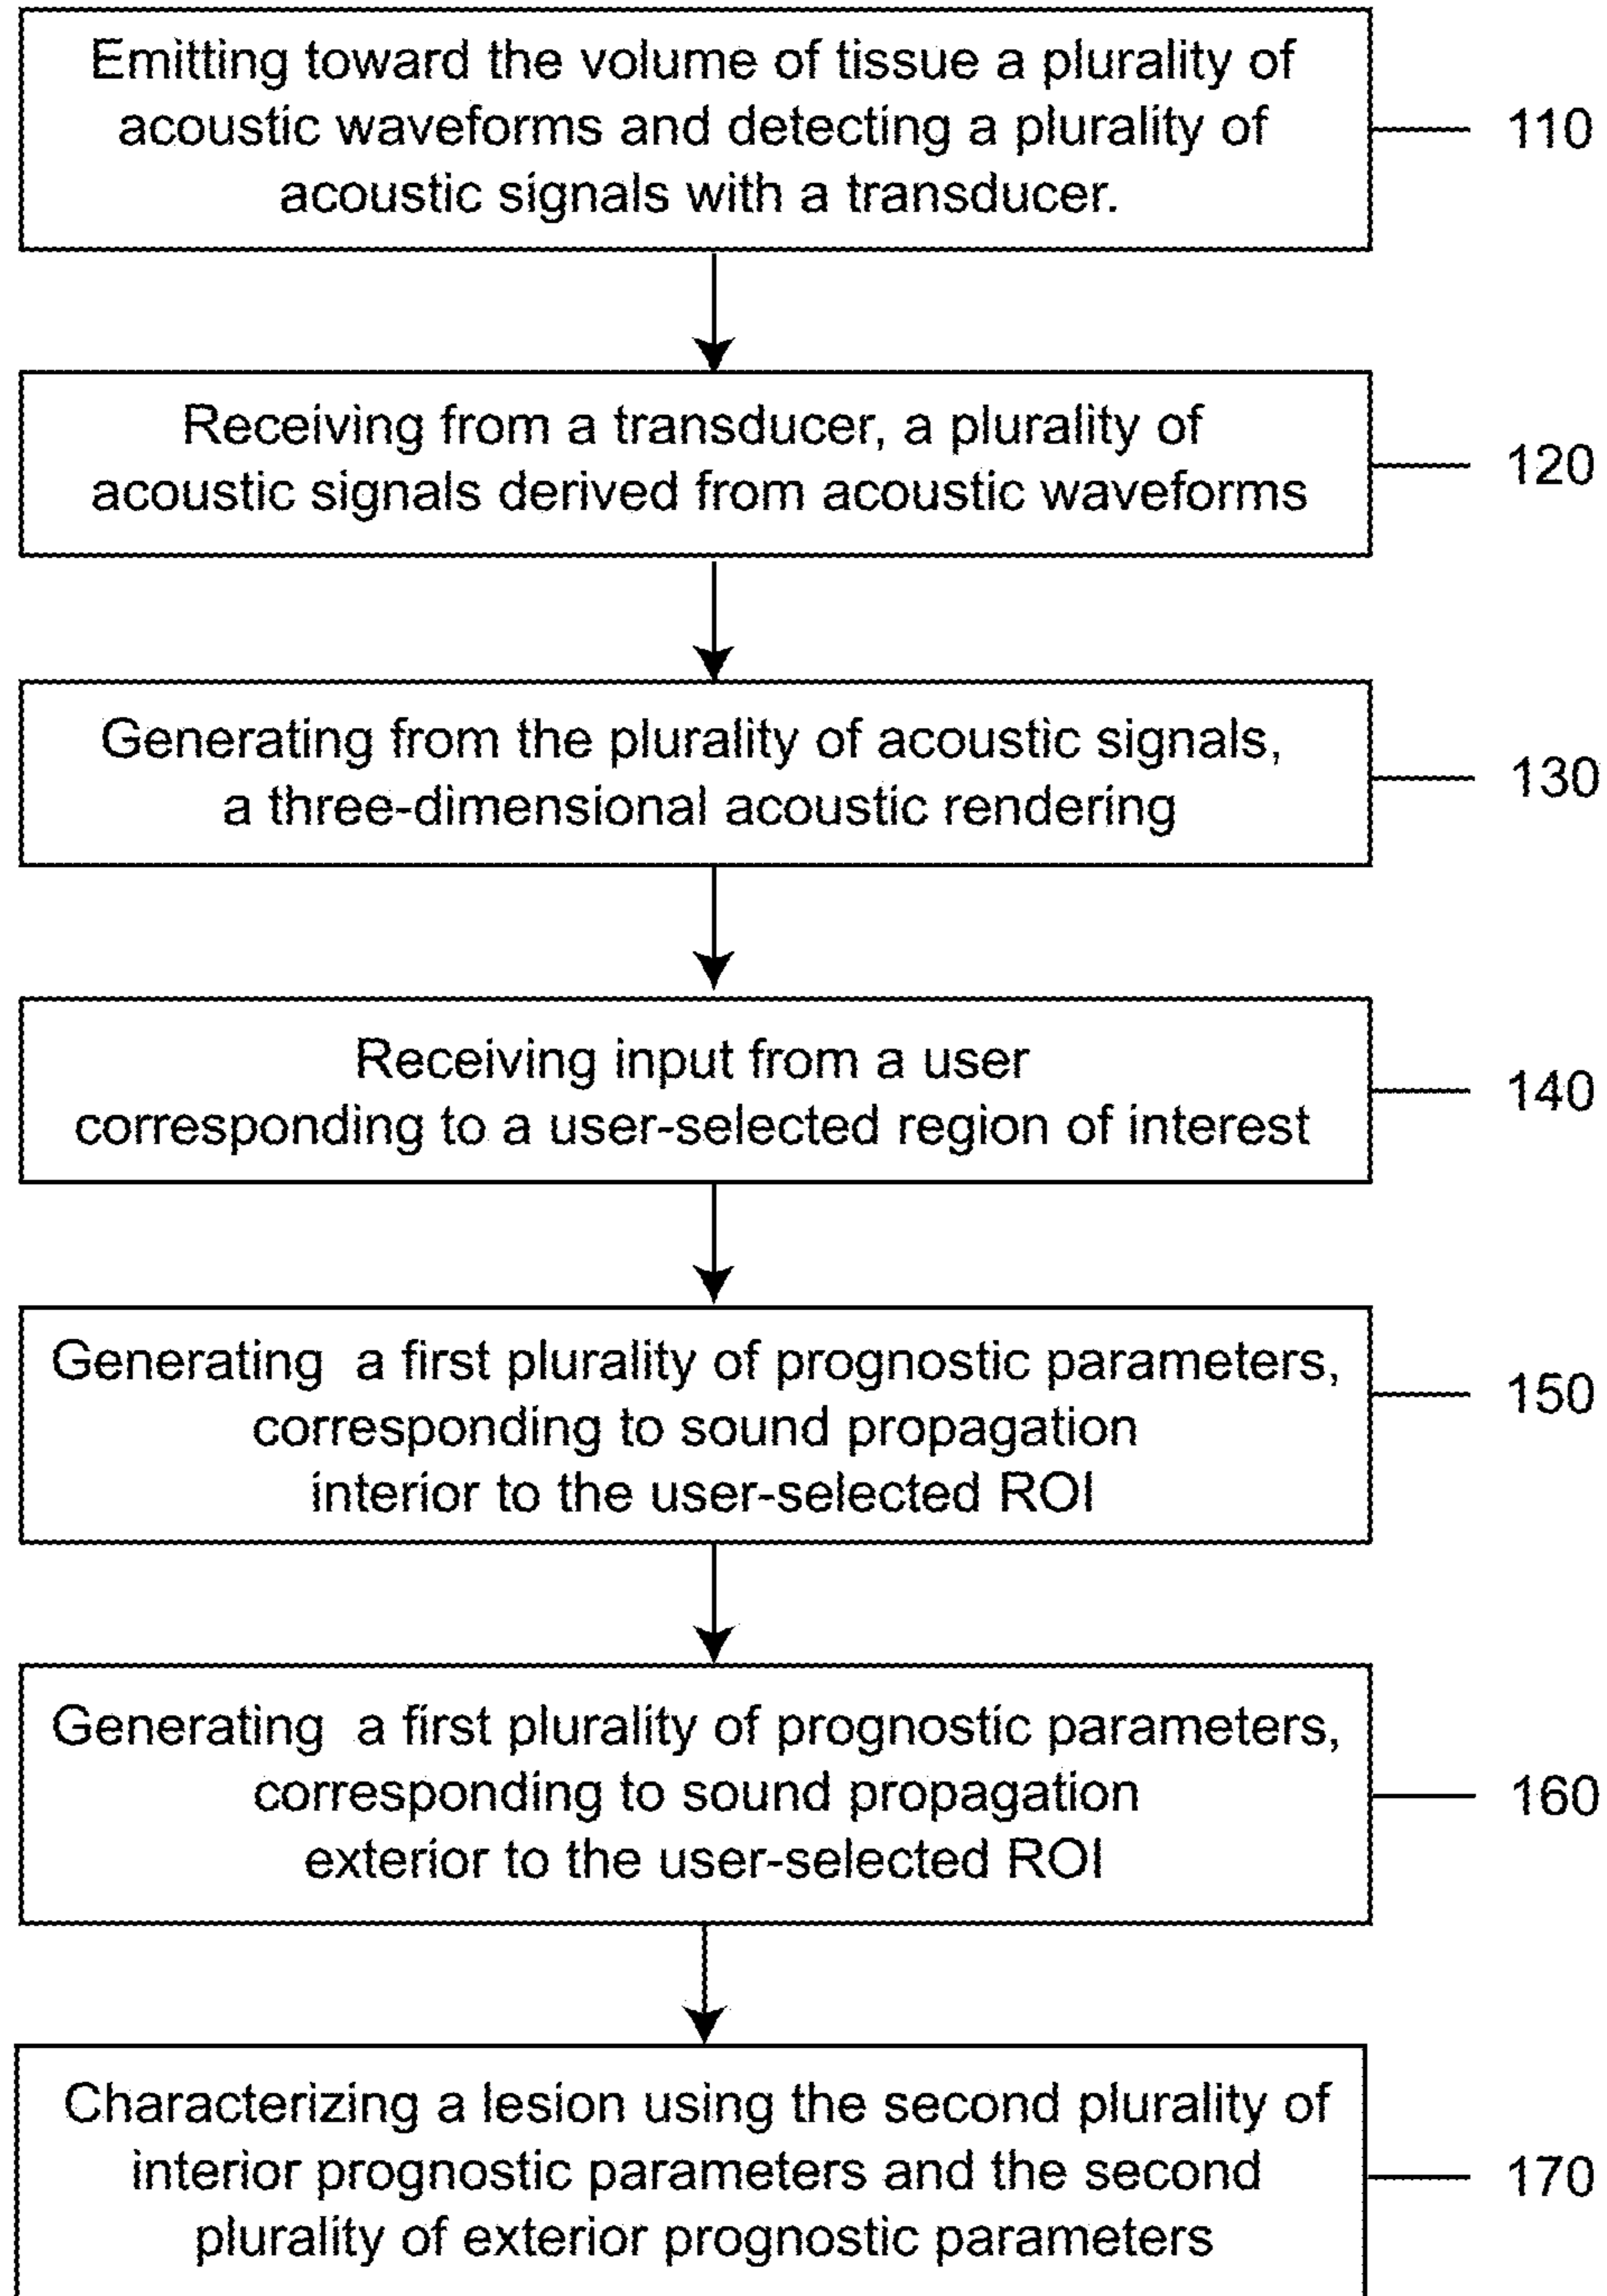 Emitting toward the volume of tissue a plurality of
acoustic waveforms and detecting a plurality of
acoustic signals with a transducer.
110
Receiving from a transducer, a plurality of
acoustic signals derived from acoustic waveforms
120
Generating from the plurality of acoustic signals,
a three-dimensional acoustic rendering
130
Receiving input from a user
corresponding to a user-selected region of interest
140
Generating a first plurality of prognostic parameters,
corresponding to sound propagation
interior to the user-selected ROI
150
Generating a first plurality of prognostic parameters,
corresponding to sound propagation
exterior to the user-selected ROI
160
Characterizing a lesion using the second plurality of
interior prognostic parameters and the second
plurality of exterior prognostic parameters
170